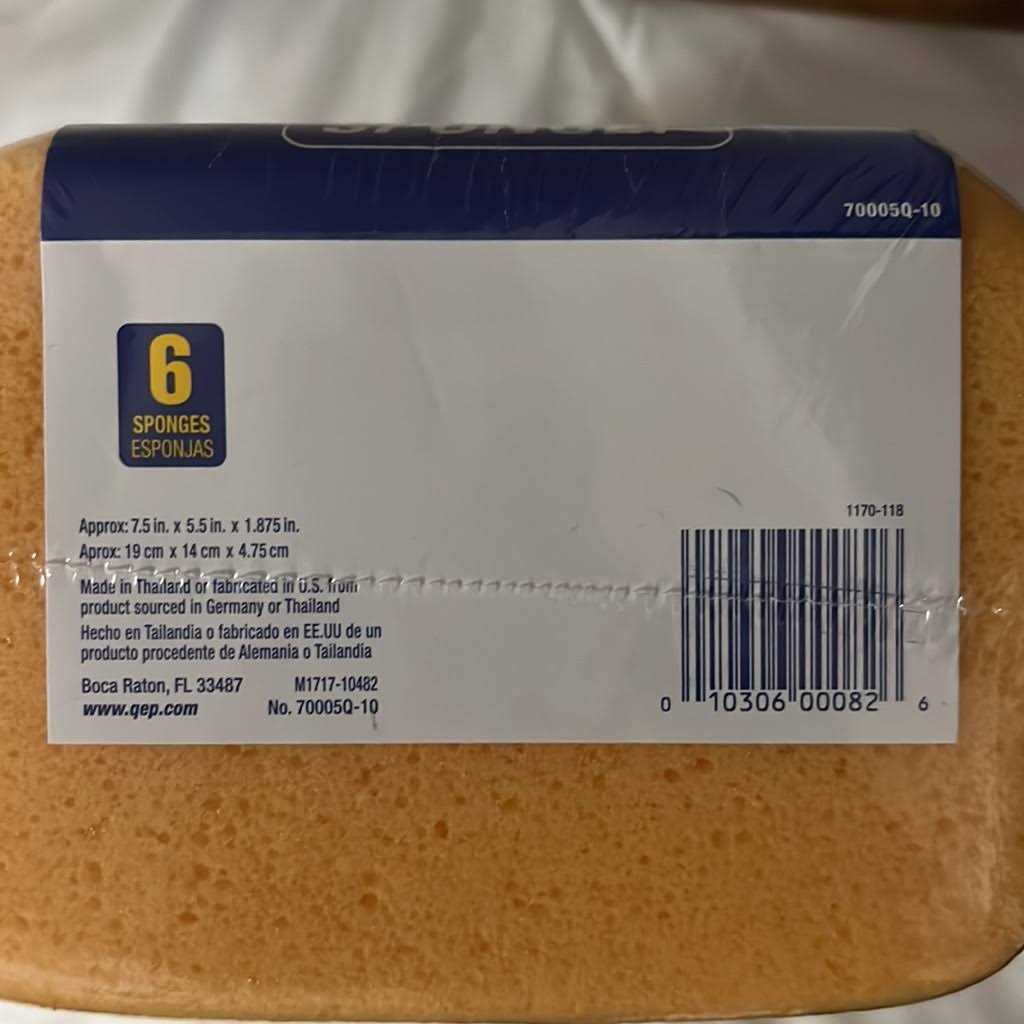 70005Q-10
6
SPONGES
ESPONJAS
Approx: 7.5 in. x 5.5 in. x 1.875 in.
Aprox: 19 cm x 14 cm x 4.75 cm
Made in Thailand or fabricated in U.S. from
product sourced in Germany or Thailand
Hecho en Tailandia o fabricado en EE.UU de un
producto procedente de Alemania o Tailandia
Boca Raton, FL 33487 M1717-10482
www.qep.com No. 70005Q-10
1170-118
0 10306 00082 6